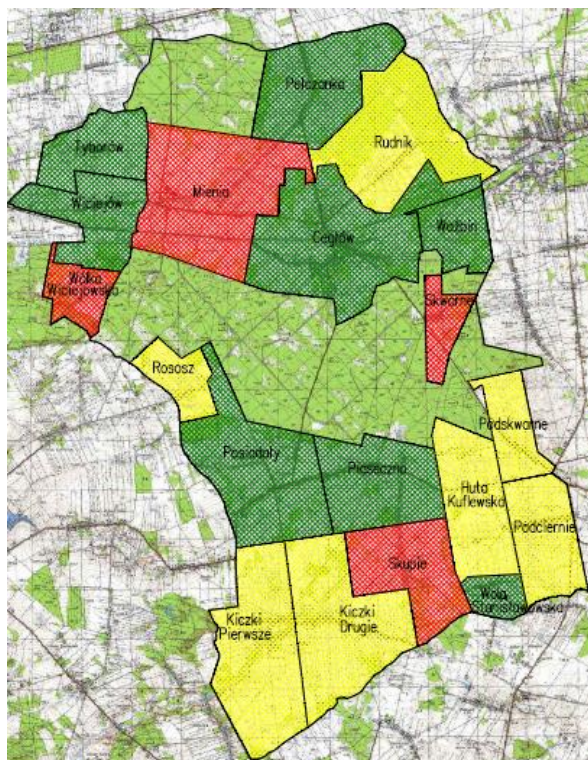 Pełczanka
Rudnik
Tyborów
Mienia
Wiciejów
Cegłów
Woźbin
Wólka
Wiciejowska
Skwarne
Rososz
Podskwarne
Posiadały
Piaseczno
Huta
Kuflewska
Podciernie
Skupie
Wola
Stanisławowska
Kiczki
Pierwsze
Kiczki
Drugie